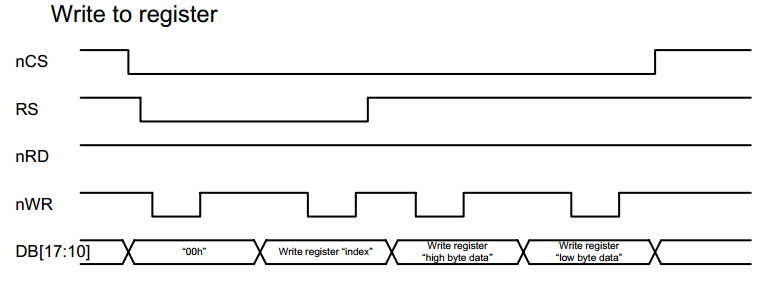 Write to register
nCS
RS
nRD
nWR
DB[17:10]
“00h”
Write register “index”
Write register
“high byte data”
Write register
“low byte data”